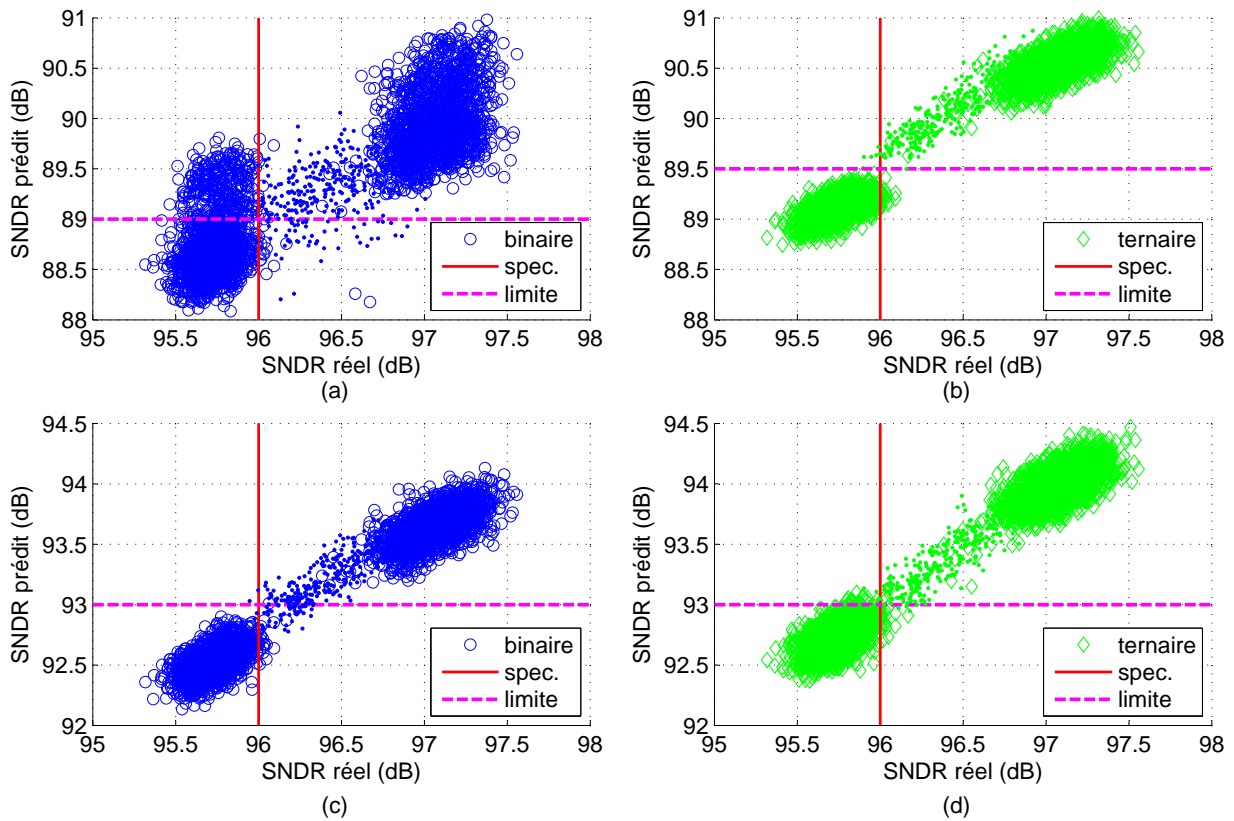 91
90.5
90
89.5
89
88.5
88
SNDR prédit (dB)
95 95.5 96 96.5 97 97.5 98
SNDR réel (dB)
(a)
binaire
spec.
limite
91
90.5
90
89.5
89
88.5
88
SNDR prédit (dB)
95 95.5 96 96.5 97 97.5 98
SNDR réel (dB)
(b)
ternaire
spec.
limite
94.5
94
93.5
93
92.5
92
SNDR prédit (dB)
95 95.5 96 96.5 97 97.5 98
SNDR réel (dB)
(c)
binaire
spec.
limite
94.5
94
93.5
93
92.5
92
SNDR prédit (dB)
95 95.5 96 96.5 97 97.5 98
SNDR réel (dB)
(d)
ternaire
spec.
limite